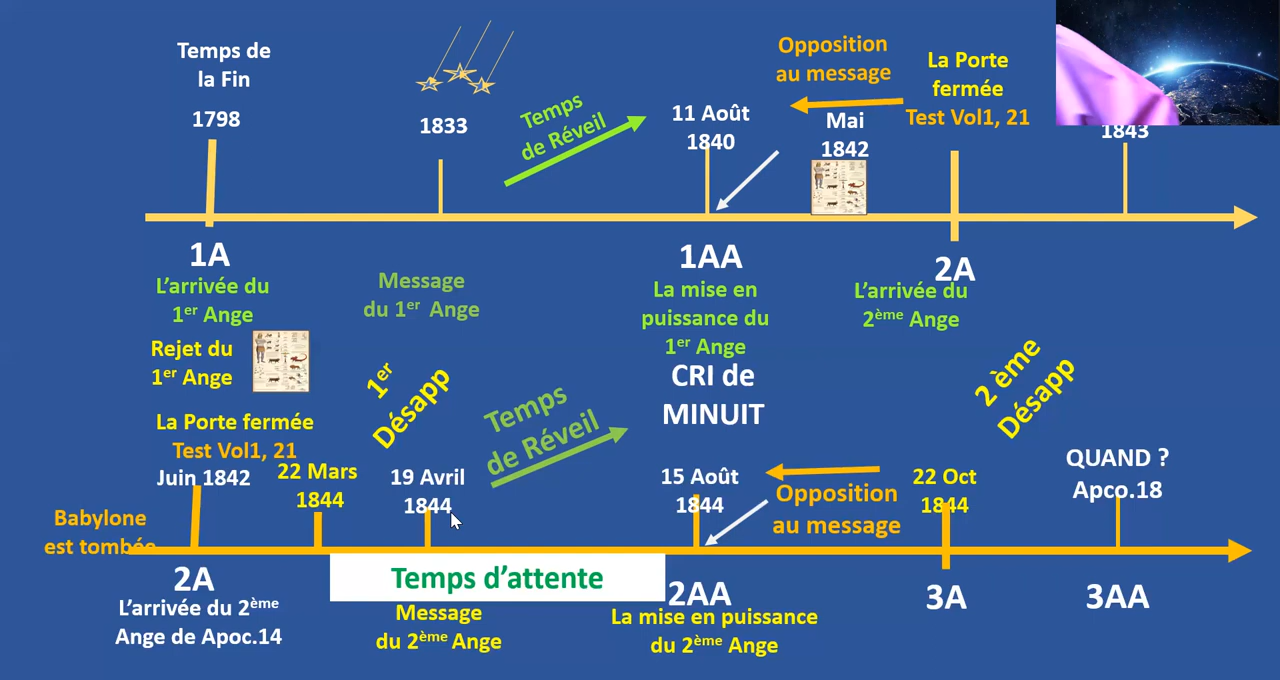 Temps de
la Fin
1798
1833
Temps
de Réveil
11 Août
1840
Opposition
au message
Mai
1842
La Porte
fermée
Test Vol1, 21
1843
1A
L'arrivée du
1er Ange
Message
du 1er Ange
1AA
La mise en
puissance du
1er Ange
2A
L'arrivée du
2ème Ange
Rejet du
1er Ange
1er
Désapp
CRI de
MINUIT
2 ème
Désapp
La Porte fermée
Test Vol1, 21
Juin 1842
22 Mars
1844
19 Avril
1844
Temps
de Réveil
15 Août
1844
Opposition
au message
22 Oct
1844
QUAND ?
Apco.18
Babylone
est tombée
2A
L'arrivée du 2ème
Ange de Apoc.14
Temps d'attente
Message
du 2ème Ange
2AA
La mise en puissance
du 2ème Ange
3A
3AA